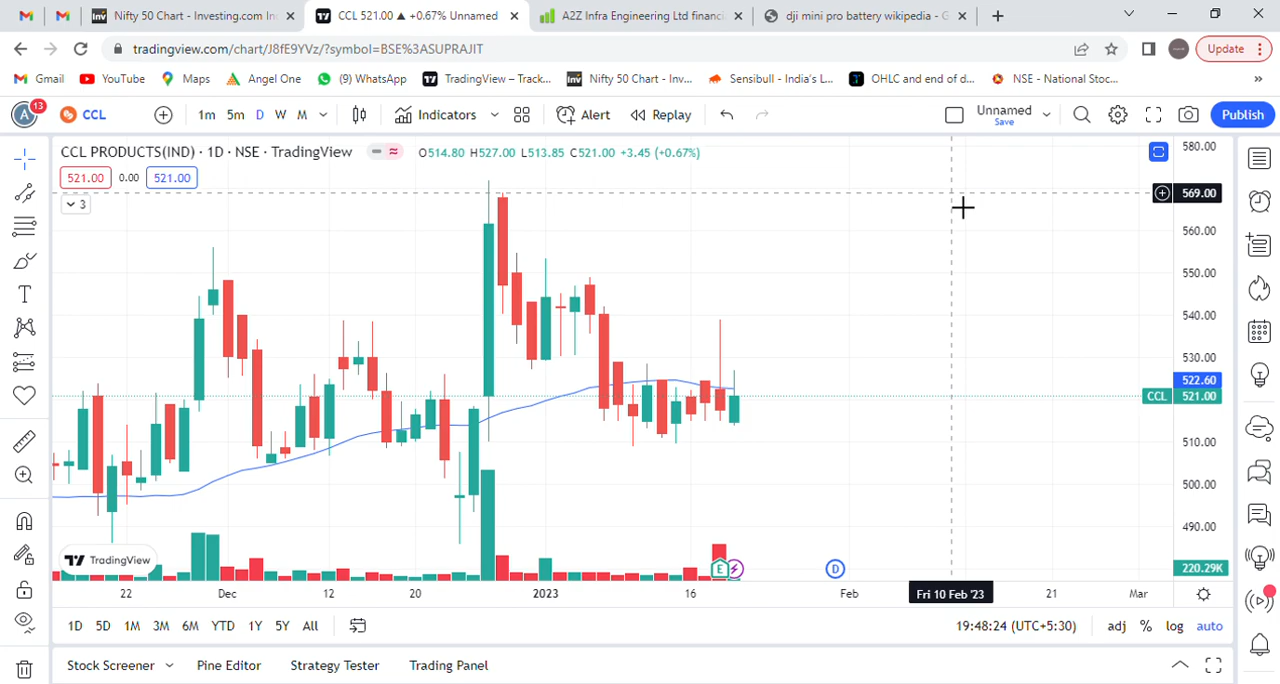 Nifty 50 Chart - Investing.com In
CCL 521.00 ▲ +0.67% Unnamed
A2Z Infra Engineering Ltd financi
dji mini pro battery wikipedia - G
tradingview.com/chart/J8fE9YVz/?symbol=BSE%3ASUPRAJIT
Update
Gmail
YouTube
Maps
Angel One
(9) WhatsApp
TradingView – Track...
Nifty 50 Chart - Inv...
Sensibull - India's L...
OHLC and end of d...
NSE - National Stoc...
A
13
CCL
1m
5m
D
W
M
Indicators
Alert
Replay
Unnamed
Save
Publish
CCL PRODUCTS(IND) · 1D · NSE · TradingView
O514.80 H527.00 L513.85 C521.00 +3.45 (+0.67%)
521.00
0.00
521.00
3
580.00
569.00
560.00
550.00
540.00
530.00
522.60
CCL 521.00
510.00
500.00
490.00
220.29K
TradingView
E
D
22
Dec
12
20
2023
16
Feb
Fri 10 Feb '23
21
Mar
1D
5D
1M
3M
6M
YTD
1Y
5Y
All
19:48:24 (UTC+5:30)
adj
%
log
auto
Stock Screener
Pine Editor
Strategy Tester
Trading Panel